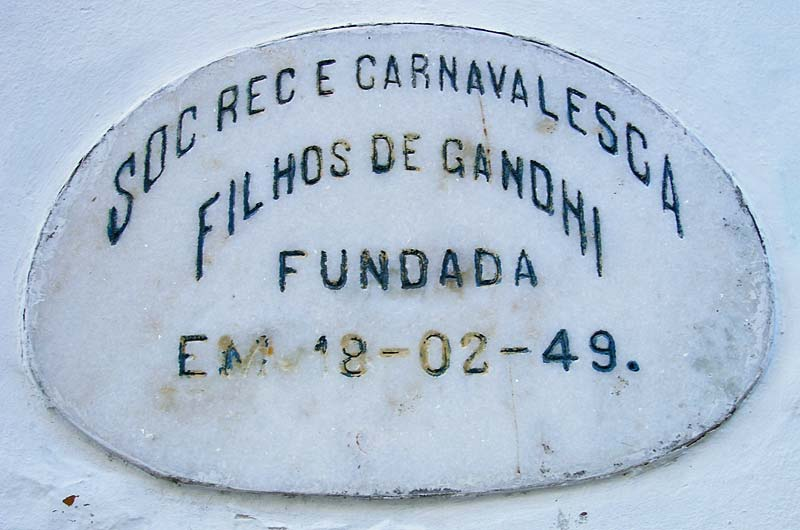 SOC REC E CARNAVALESCA
FILHOS DE GANDHI
FUNDADA
EM 18-02-49.